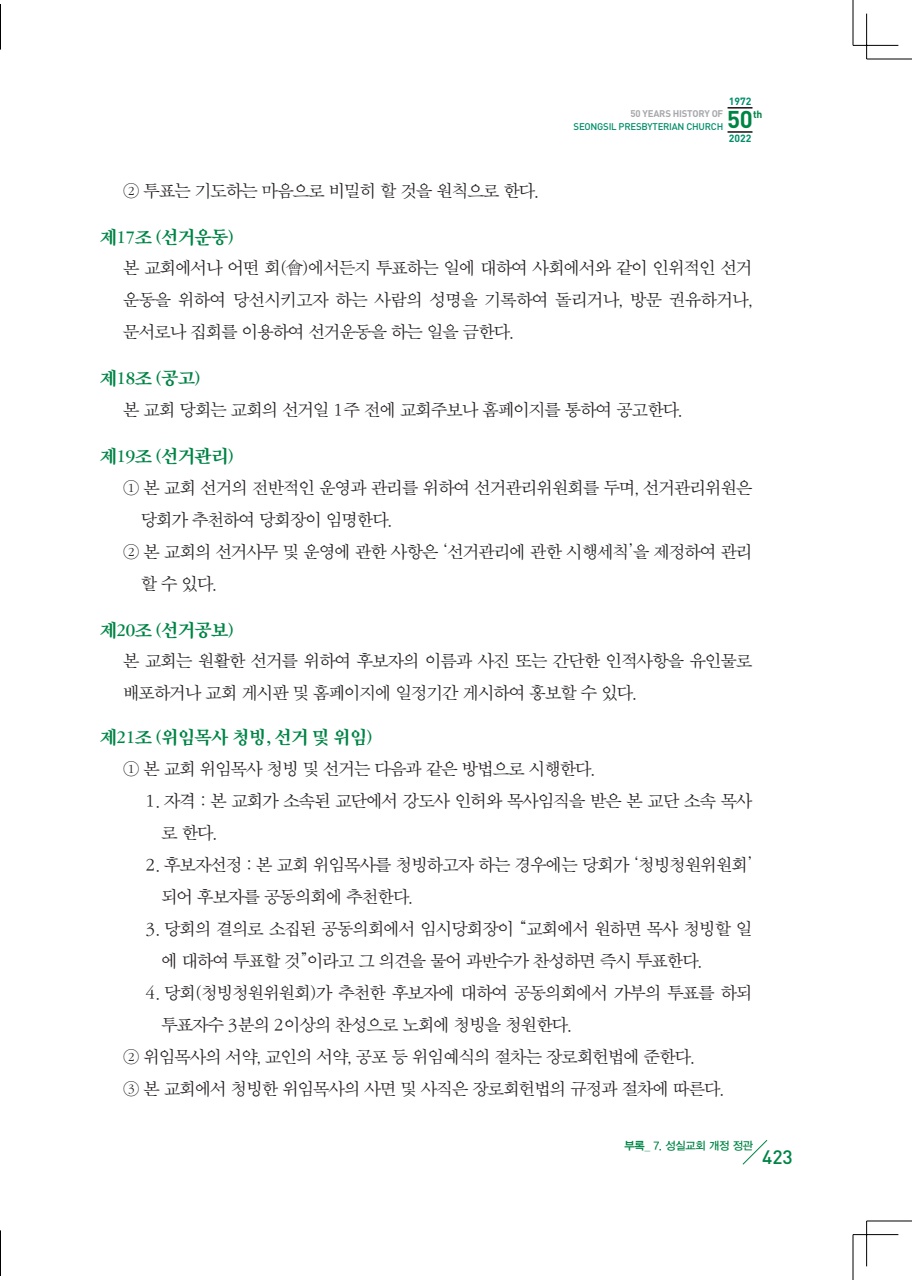 1972
50 YEARS HISTORY OF
SEONGSIL PRESBYTERIAN CHURCH
50th
2022
② 투표는 기도하는 마음으로 비밀히 할 것을 원칙으로 한다.
제17조 (선거운동)
본 교회에서나 어떤 회(會)에서든지 투표하는 일에 대하여 사회에서와 같이 인위적인 선거
운동을 위하여 당선시키고자 하는 사람의 성명을 기록하여 돌리거나, 방문 권유하거나,
문서로나 집회를 이용하여 선거운동을 하는 일을 금한다.
제18조 (공고)
본 교회 당회는 교회의 선거일 1주 전에 교회주보나 홈페이지를 통하여 공고한다.
제19조 (선거관리)
① 본 교회 선거의 전반적인 운영과 관리를 위하여 선거관리위원회를 두며, 선거관리위원은
당회가 추천하여 당회장이 임명한다.
② 본 교회의 선거사무 및 운영에 관한 사항은 ‘선거관리에 관한 시행세칙’을 제정하여 관리
할 수 있다.
제20조 (선거공보)
본 교회는 원활한 선거를 위하여 후보자의 이름과 사진 또는 간단한 인적사항을 유인물로
배포하거나 교회 게시판 및 홈페이지에 일정기간 게시하여 홍보할 수 있다.
제21조 (위임목사 청빙, 선거 및 위임)
① 본 교회 위임목사 청빙 및 선거는 다음과 같은 방법으로 시행한다.
1. 자격 : 본 교회가 소속된 교단에서 강도사 인허와 목사임직을 받은 본 교단 소속 목사
로 한다.
2. 후보자선정 : 본 교회 위임목사를 청빙하고자 하는 경우에는 당회가 ‘청빙청원위원회’
되어 후보자를 공동의회에 추천한다.
3. 당회의 결의로 소집된 공동의회에서 임시당회장이 “교회에서 원하면 목사 청빙할 일
에 대하여 투표할 것”이라고 그 의견을 물어 과반수가 찬성하면 즉시 투표한다.
4. 당회(청빙청원위원회)가 추천한 후보자에 대하여 공동의회에서 가부의 투표를 하되
투표자수 3분의 2이상의 찬성으로 노회에 청빙을 청원한다.
② 위임목사의 서약, 교인의 서약, 공포 등 위임예식의 절차는 장로회헌법에 준한다.
③ 본 교회에서 청빙한 위임목사의 사면 및 사직은 장로회헌법의 규정과 절차에 따른다.
부록_ 7. 성실교회 개정 정관
423